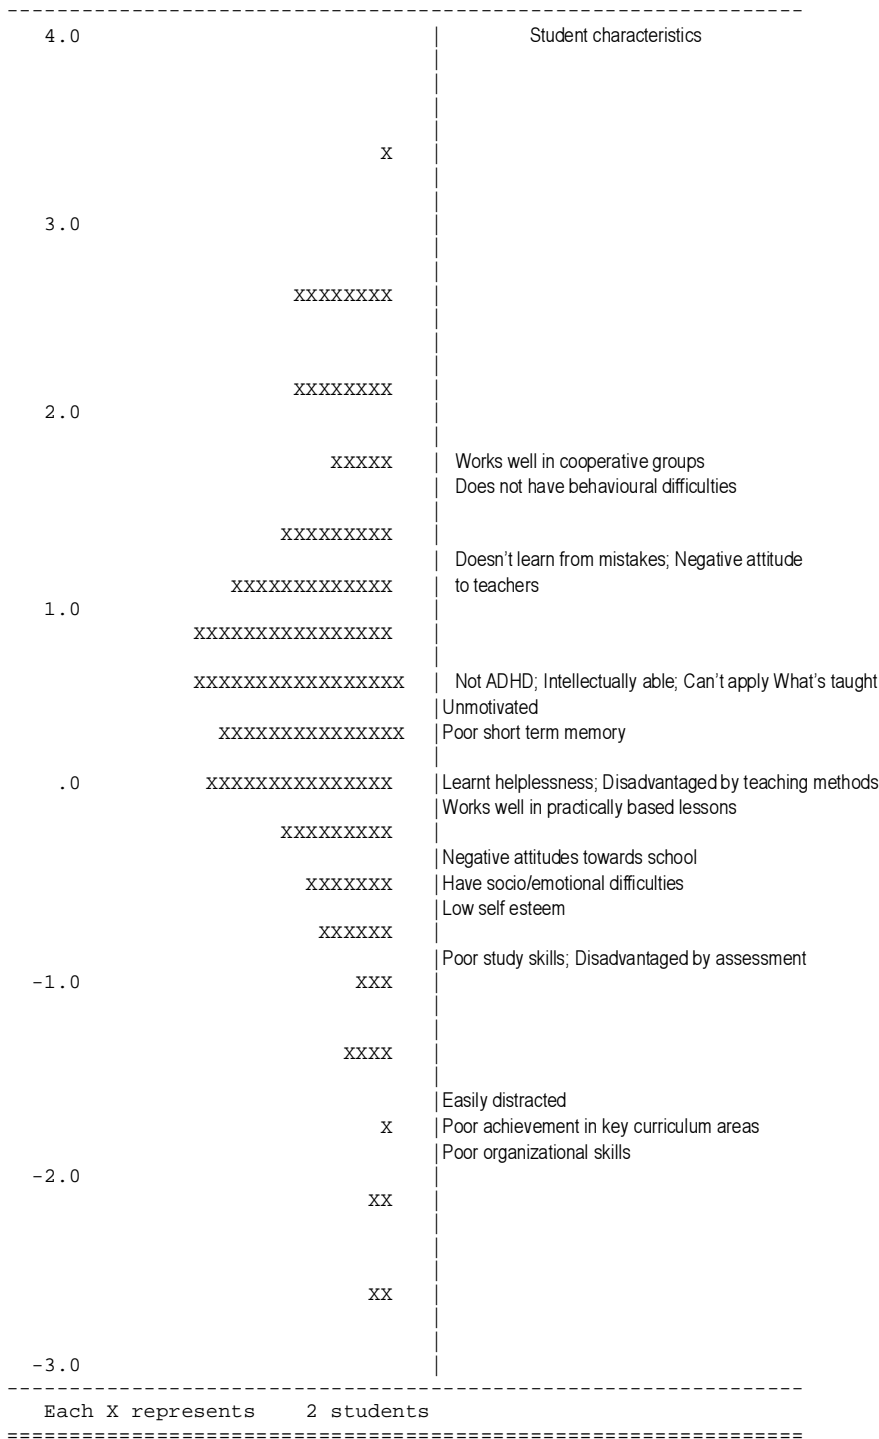 ----------------------------------------------------------------
4.0 | Student characteristics
|
|
|
|
X |
|
|
3.0 |
|
|
XXXXXXXX |
|
|
|
XXXXXXXX |
2.0 |
|
XXXXX | Works well in cooperative groups
| Does not have behavioural difficulties
|
XXXXXXXXX |
| Doesn't learn from mistakes; Negative attitude
XXXXXXXXXXXXX | to teachers
1.0 |
XXXXXXXXXXXXXXXX |
|
XXXXXXXXXXXXXXXXX | Not ADHD; Intellectually able; Can't apply What's taught
|Unmotivated
XXXXXXXXXXXXXXX |Poor short term memory
|
.0 XXXXXXXXXXXXXXX |Learnt helplessness; Disadvantaged by teaching methods
|Works well in practically based lessons
XXXXXXXXX |
|Negative attitudes towards school
XXXXXXX |Have socio/emotional difficulties
|Low self esteem
XXXXXX |
|Poor study skills; Disadvantaged by assessment
-1.0 XXX |
|
|
XXXX |
|
|Easily distracted
X |Poor achievement in key curriculum areas
|Poor organizational skills
-2.0 |
XX |
|
|
|
XX |
|
|
-3.0 |
----------------------------------------------------------------
Each X represents 2 students
================================================================